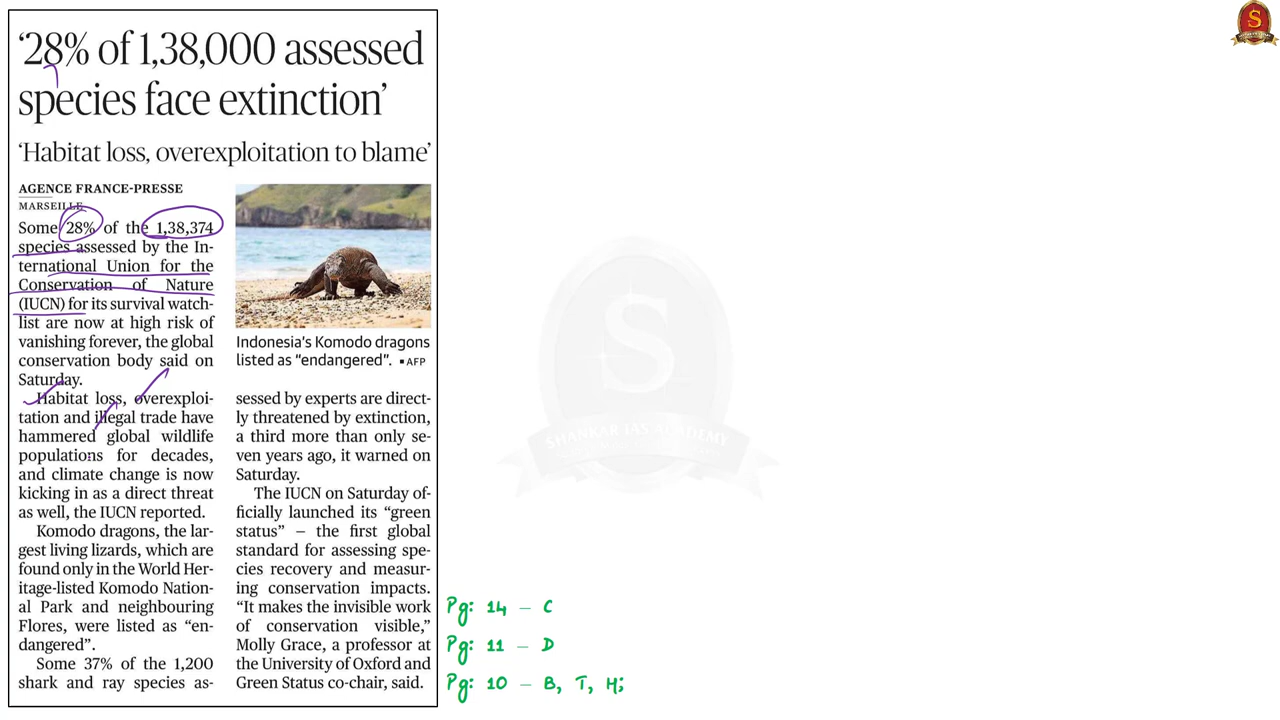 ‘28% of 1,38,000 assessed
species face extinction’
‘Habitat loss, overexploitation to blame’
AGENCE FRANCE-PRESSE
MARSEILLE
Some 28% of the 1,38,374
species assessed by the In-
ternational Union for the
Conservation of Nature
(IUCN) for its survival watch-
list are now at high risk of
vanishing forever, the global
conservation body said on
Saturday.
Habitat loss, overexploi-
tation and illegal trade have
hammered global wildlife
populations for decades,
and climate change is now
kicking in as a direct threat
as well, the IUCN reported.
Komodo dragons, the lar-
gest living lizards, which are
found only in the World Her-
itage-listed Komodo Nation-
al Park and neighbouring
Flores, were listed as “en-
dangered”.
Some 37% of the 1,200
shark and ray species as-
Indonesia's Komodo dragons
listed as “endangered”. ▪ AFP
sessed by experts are direct-
ly threatened by extinction,
a third more than only se-
ven years ago, it warned on
Saturday.
The IUCN on Saturday of-
ficially launched its “green
status” – the first global
standard for assessing spe-
cies recovery and measur-
ing conservation impacts.
“It makes the invisible work
of conservation visible,”
Molly Grace, a professor at
the University of Oxford and
Green Status co-chair, said.
Pg: 14 – C
Pg: 11 – D
Pg: 10 – B, T, H;
S
SHANKAR IAS ACADEMY
S